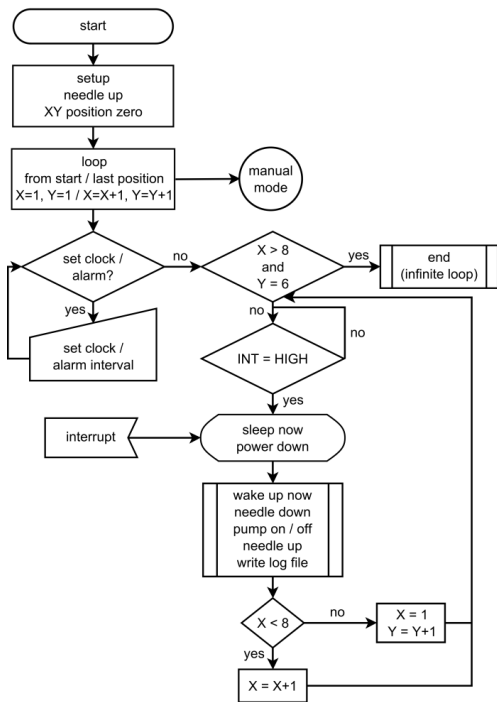 start
setup
needle up
XY position zero
loop
from start / last position
X=1, Y=1 / X=X+1, Y=Y+1
manual
mode
set clock /
alarm?
no
X > 8
and
Y = 6
yes
end
(infinite loop)
yes
set clock /
alarm interval
no
no
INT = HIGH
yes
interrupt
sleep now
power down
wake up now
needle down
pump on / off
needle up
write log file
X < 8
no
X = 1
Y = Y+1
yes
X = X+1